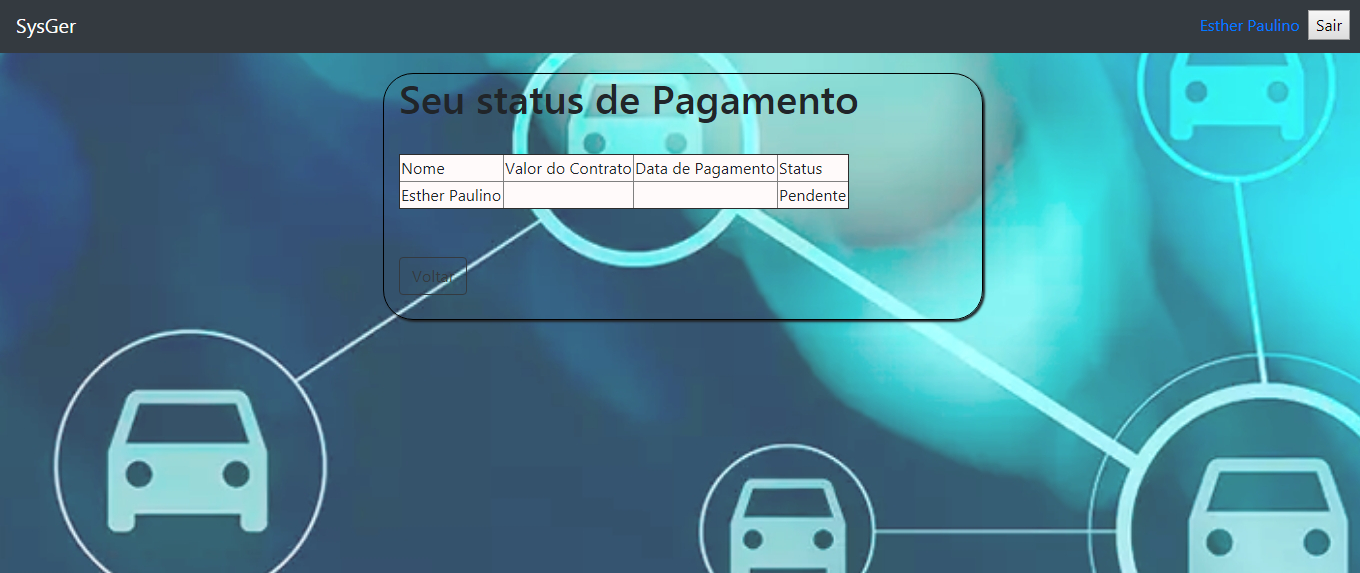 SysGer
Esther Paulino Sair
Seu status de Pagamento
Nome Valor do Contrato Data de Pagamento Status
Esther Paulino Pendente
Voltar